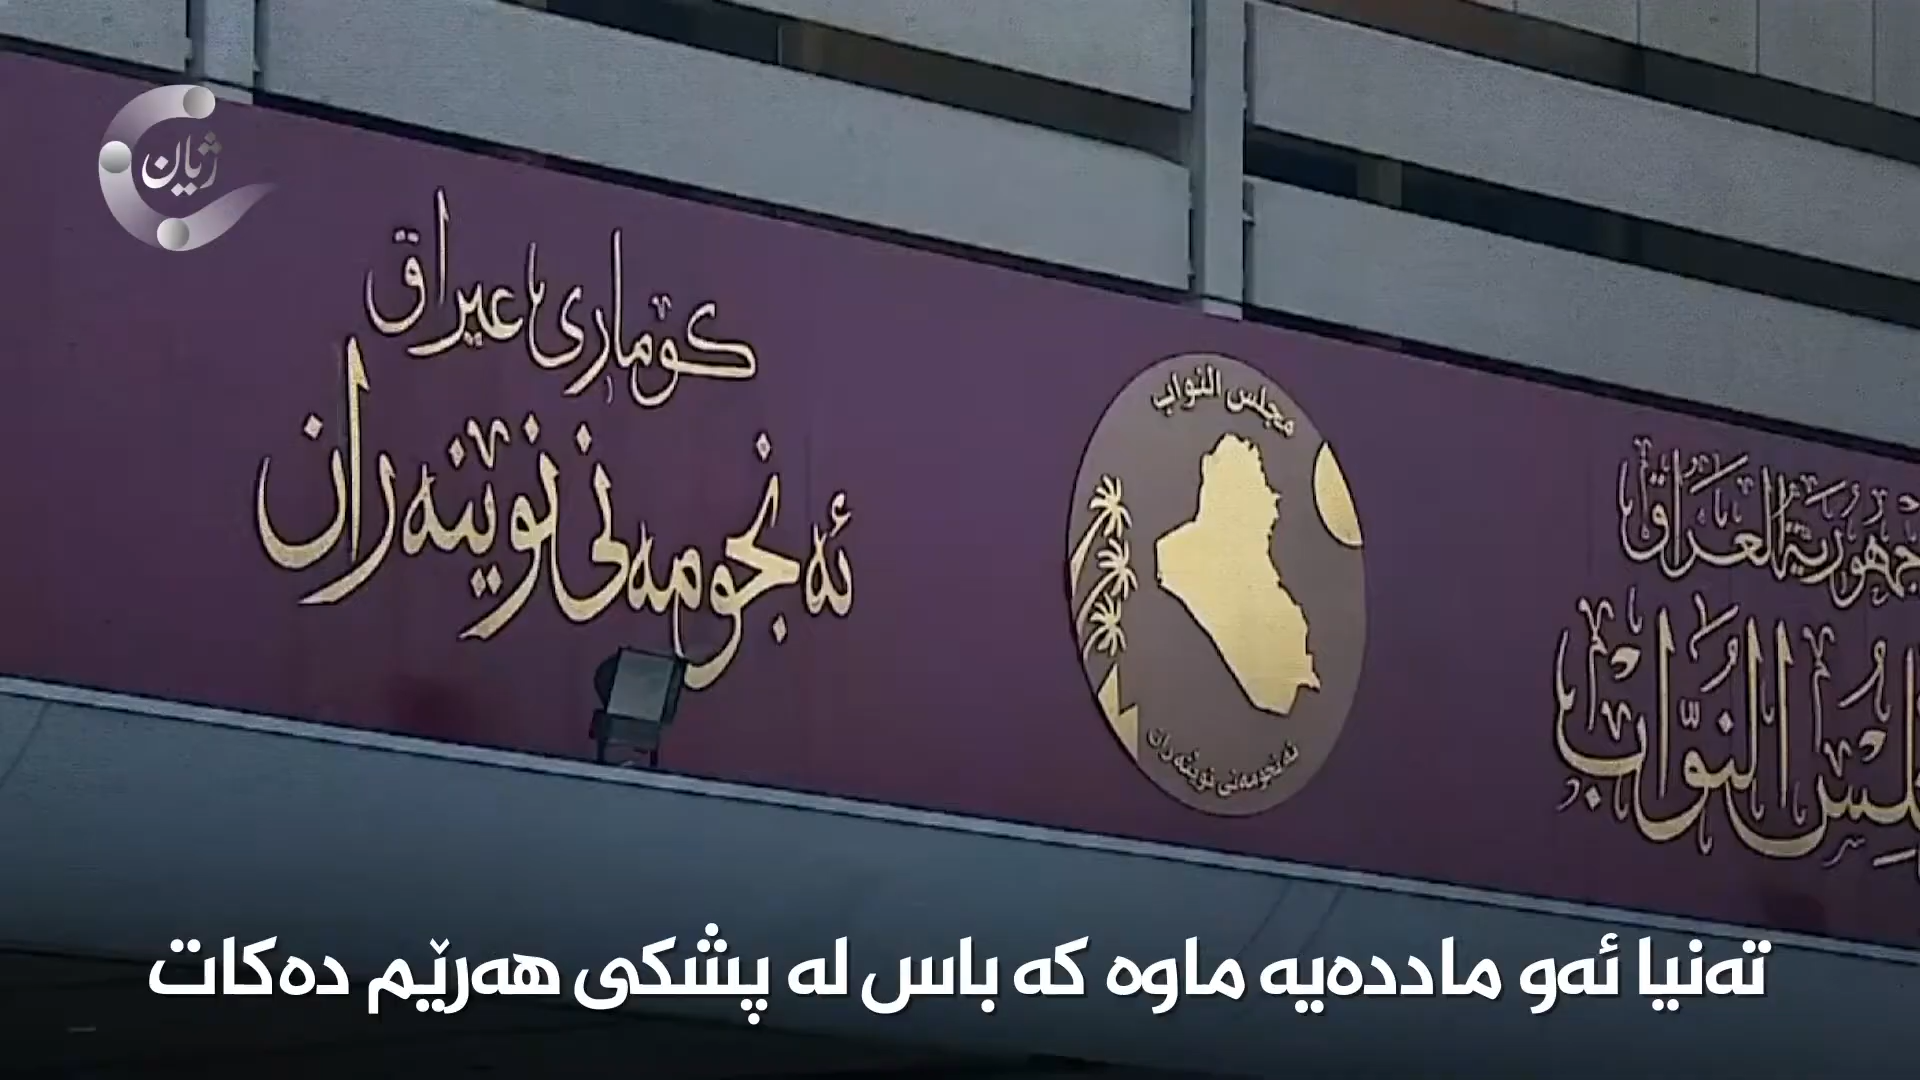 ژیان
كۆماری عیراق
ئەنجومەنی نوێنەران
مجلس النواب
ئەنجومەنی نوێنەران
جمهورية العراق
مجلس النواب
تەنیا ئەو ماددەیە ماوە کە باس لە پشکی هەرێم دەکات